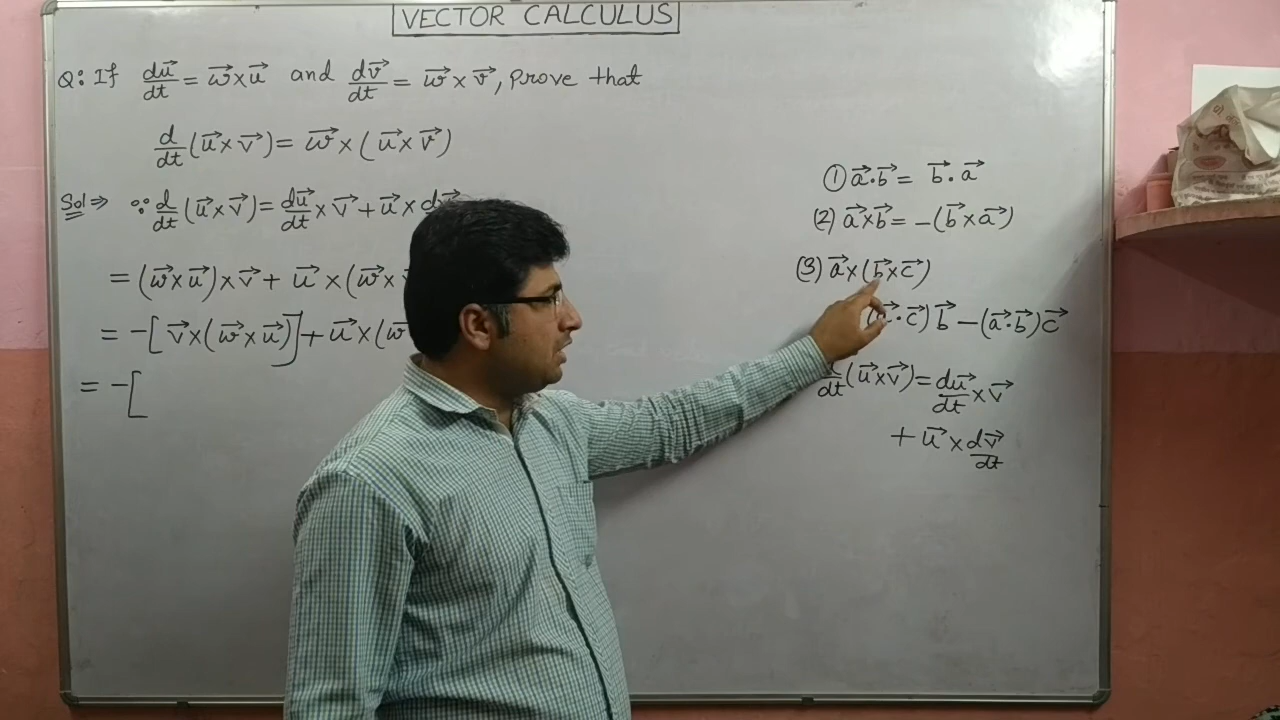 VECTOR CALCULUS
Q: If du⃗/dt = w⃗ × u⃗ and dv⃗/dt = w⃗ × v⃗, prove that
d/dt (u⃗ × v⃗) = w⃗ × (u⃗ × v⃗)
Sol ⇒ ∵ d/dt (u⃗ × v⃗) = du⃗/dt × v⃗ + u⃗ ×
= (w⃗ × u⃗) × v⃗ + u⃗ × (w⃗ ×
= -[v⃗ × (w⃗ × u⃗)] + u⃗ × (w⃗
= -[
① a⃗·b⃗ = b⃗·a⃗
(2) a⃗ × b⃗ = -(b⃗ × a⃗)
(3) a⃗ × (b⃗ × c⃗)
·c⃗) b⃗ - (a⃗·b⃗) c⃗
/dt (u⃗ × v⃗) = du⃗/dt × v⃗
+ u⃗ × dv⃗/dt